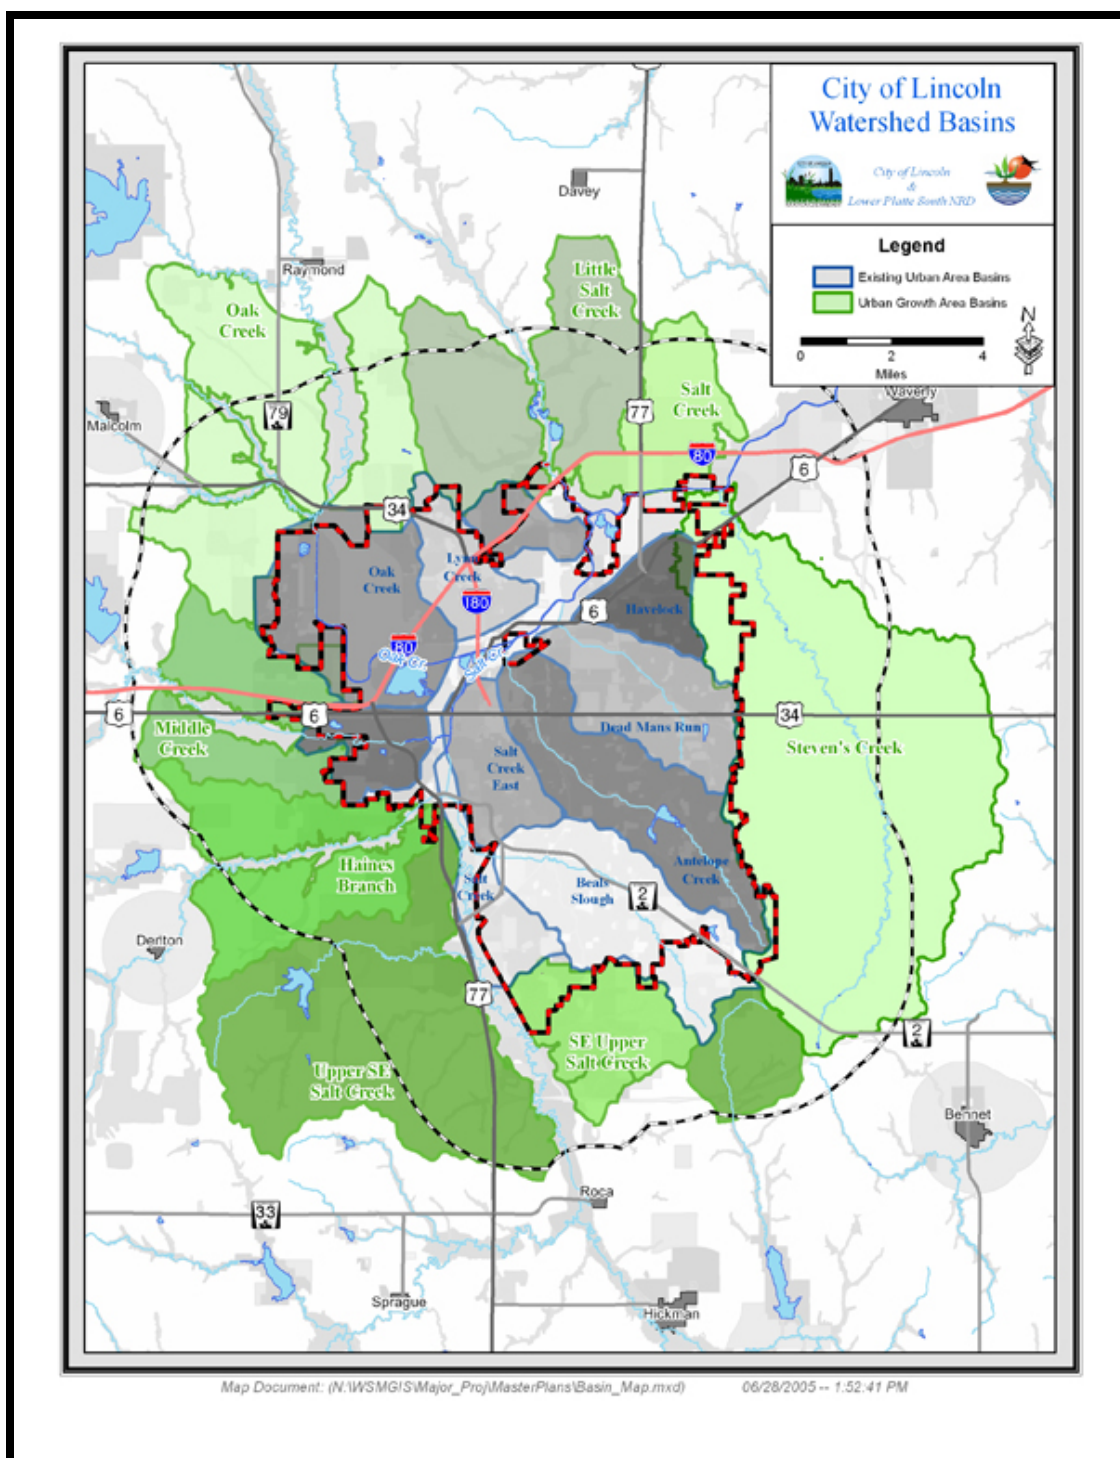 City of Lincoln
Watershed Basins
City of Lincoln
&
Lower Platte South NRD
Legend
Existing Urban Area Basins
Urban Growth Area Basins
N
0 2 4
Miles
Davey
Raymond
Little
Salt
Creek
Oak
Creek
Salt
Creek
Waverly
77
79
Malcolm
80
6
34
Oak
Creek
Creek
180
6
Havelock
80
Oak Cr.
Salt Cr.
6
6
34
Middle
Creek
Dead Mans Run
Steven's Creek
Salt
Creek
East
Haines
Branch
Salt
Creek
Beals
Slough
Antelope
Creek
2
Denton
77
2
SE Upper
Salt Creek
Upper SE
Salt Creek
Bennet
Roca
33
Sprague
Hickman
Map Document: (N:\WSMGIS\Major_Proj\MasterPlans\Basin_Map.mxd) 06/28/2005 -- 1:52:41 PM